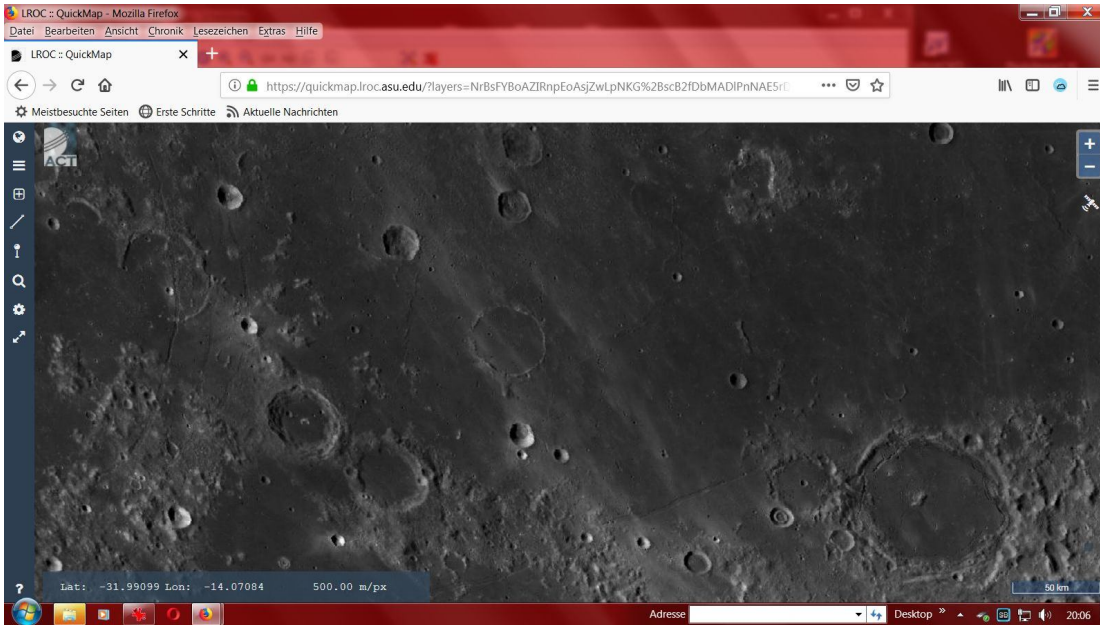 LROC :: QuickMap - Mozilla Firefox
Datei Bearbeiten Ansicht Chronik Lesezeichen Extras Hilfe
LROC :: QuickMap
https://quickmap.lroc.asu.edu/?layers=NrBsFYBoAZIRnpEoAsjZwLpNKG%2BscB2fDbMADlPnNAE5rD
Meistbesuchte Seiten Erste Schritte Aktuelle Nachrichten
ACT
Lat: -31.99099 Lon: -14.07084 500.00 m/px
50 km
Adresse Desktop » 20:06